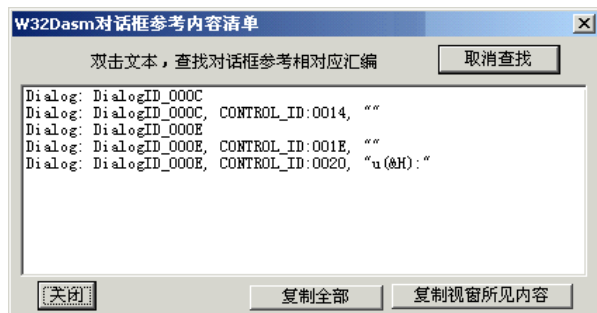 W32Dasm对话框参考内容清单
双击文本，查找对话框参考相对应汇编
取消查找
Dialog: DialogID_000C
Dialog: DialogID_000C, CONTROL_ID:0014, ""
Dialog: DialogID_000E
Dialog: DialogID_000E, CONTROL_ID:001E, ""
Dialog: DialogID_000E, CONTROL_ID:0020, "u(&H):"
关闭
复制全部
复制视窗所见内容